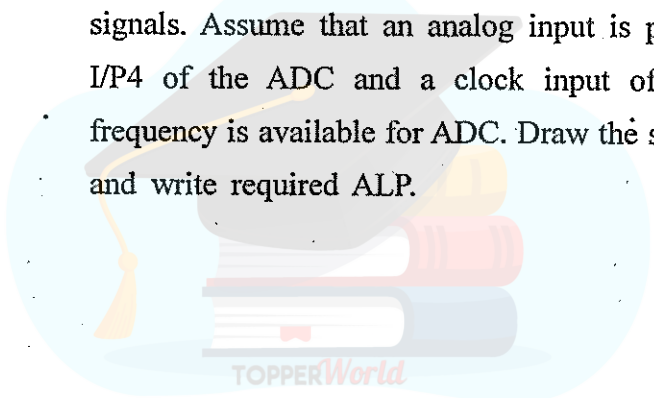 signals. Assume that an analog input is
I/P4 of the ADC and a clock input of
frequency is available for ADC. Draw the
and write required ALP.
TOPPERWorld